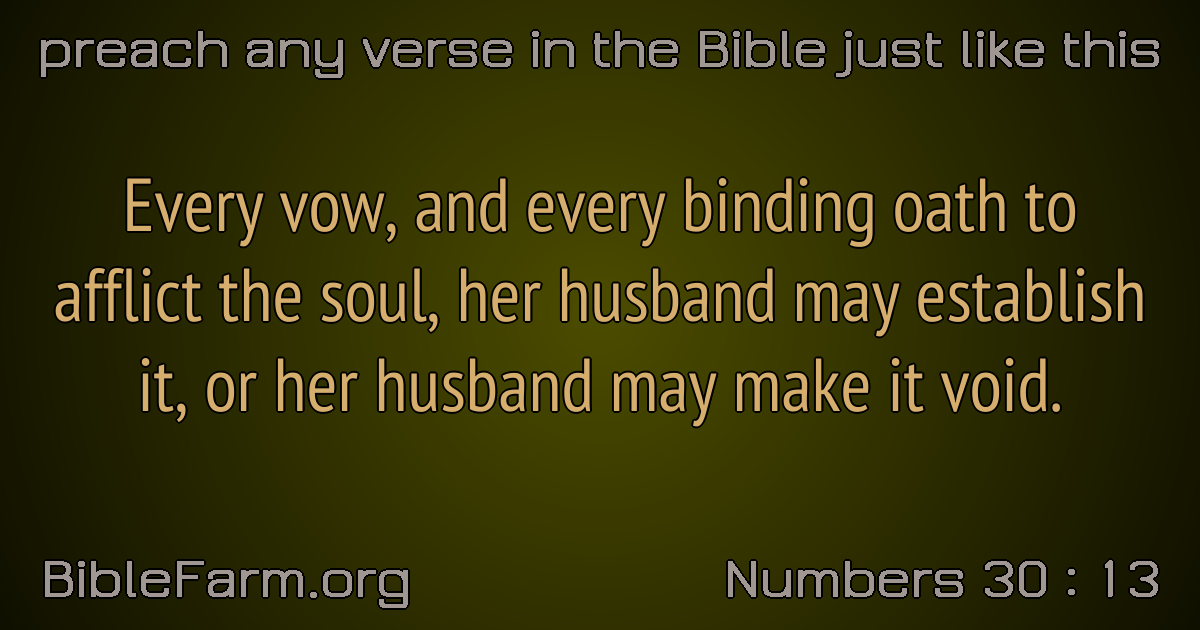 preach any verse in the Bible just like this
Every vow, and every binding oath to
afflict the soul, her husband may establish
it, or her husband may make it void.
BibleFarm.org
Numbers 30 : 13